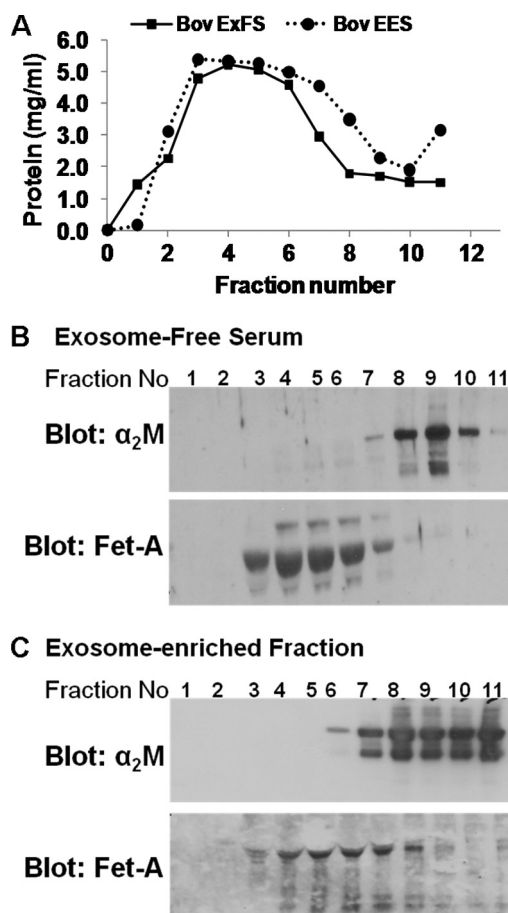 A
Bov ExFS
Bov EES
Protein (mg/ml)
6.0
5.0
4.0
3.0
2.0
1.0
0.0
0 2 4 6 8 10 12
Fraction number
B Exosome-Free Serum
Fraction No 1 2 3 4 5 6 7 8 9 10 11
Blot: α₂M
Blot: Fet-A
C Exosome-enriched Fraction
Fraction No 1 2 3 4 5 6 7 8 9 10 11
Blot: α₂M
Blot: Fet-A